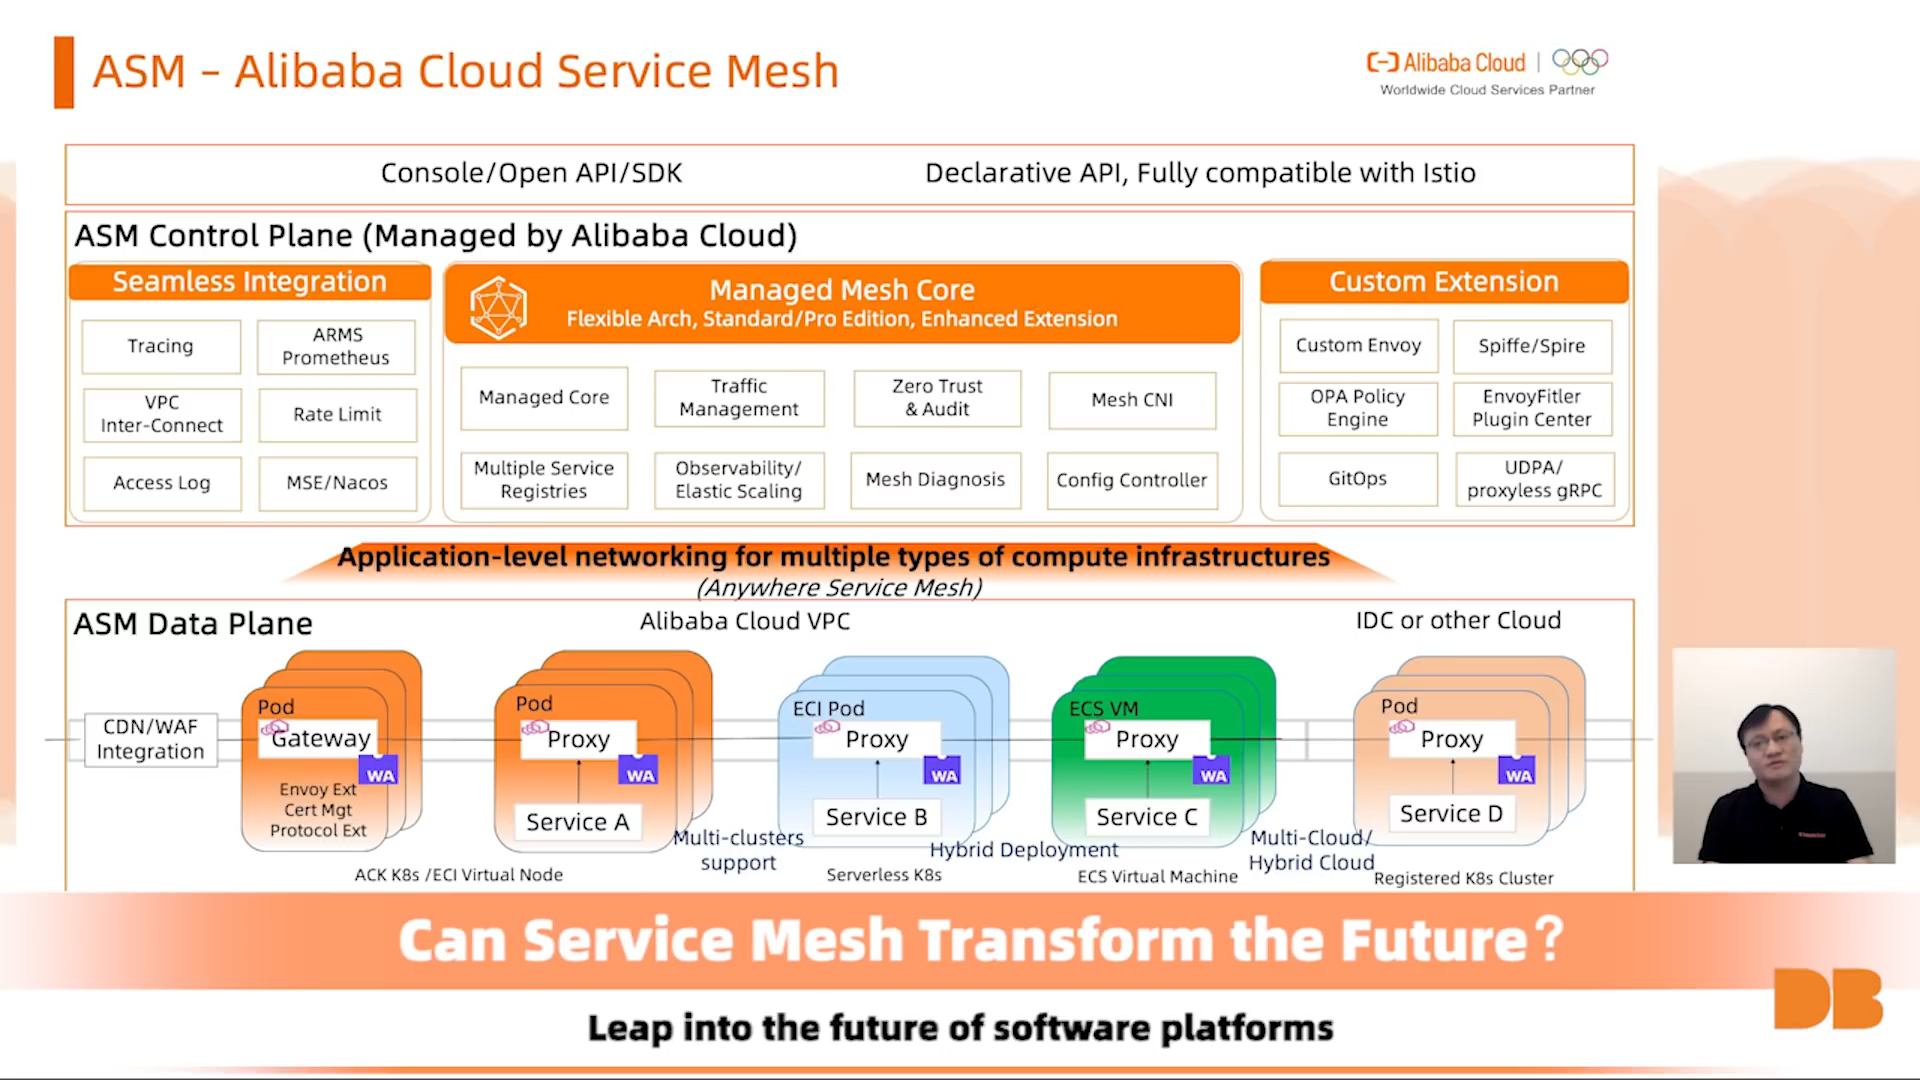 ASM – Alibaba Cloud Service Mesh
Alibaba Cloud
Worldwide Cloud Services Partner
Console/Open API/SDK
Declarative API, Fully compatible with Istio
ASM Control Plane (Managed by Alibaba Cloud)
Seamless Integration
Tracing
ARMS
Prometheus
VPC
Inter-Connect
Rate Limit
Access Log
MSE/Nacos
Managed Mesh Core
Flexible Arch, Standard/Pro Edition, Enhanced Extension
Managed Core
Traffic
Management
Zero Trust
& Audit
Mesh CNI
Multiple Service
Registries
Observability/
Elastic Scaling
Mesh Diagnosis
Config Controller
Custom Extension
Custom Envoy
Spiffe/Spire
OPA Policy
Engine
EnvoyFitler
Plugin Center
GitOps
UDPA/
proxyless gRPC
Application-level networking for multiple types of compute infrastructures
(Anywhere Service Mesh)
ASM Data Plane
Alibaba Cloud VPC
IDC or other Cloud
CDN/WAF
Integration
Pod
Gateway
WA
Envoy Ext
Cert Mgt
Protocol Ext
Pod
Proxy
WA
Service A
ECI Pod
Proxy
WA
Service B
ECS VM
Proxy
WA
Service C
Pod
Proxy
WA
Service D
Multi-clusters
support
Hybrid Deployment
Multi-Cloud/
Hybrid Cloud
ACK K8s /ECI Virtual Node
Serverless K8s
ECS Virtual Machine
Registered K8s Cluster
Can Service Mesh Transform the Future?
DB
Leap into the future of software platforms